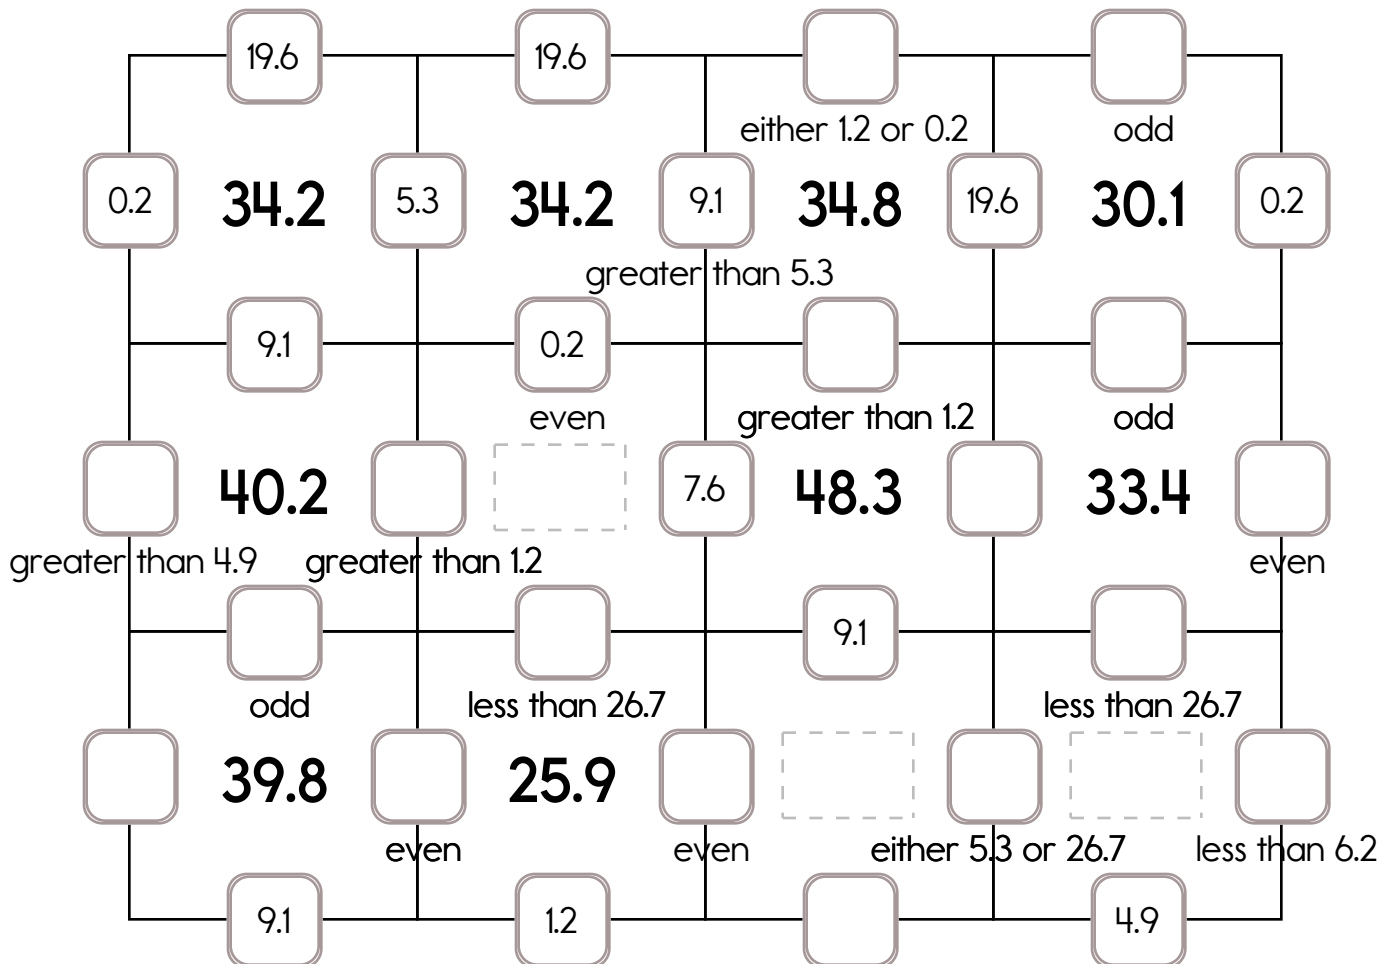 19.6 19.6
either 1.2 or 0.2 odd
0.2 34.2 5.3 34.2 9.1 34.8 19.6 30.1 0.2
greater than 5.3
9.1 0.2
even greater than 1.2 odd
40.2 7.6 48.3 33.4
greater than 4.9 greater than 1.2 even
9.1
odd less than 26.7 less than 26.7
39.8 25.9
even even either 5.3 or 26.7 less than 6.2
9.1 1.2 4.9